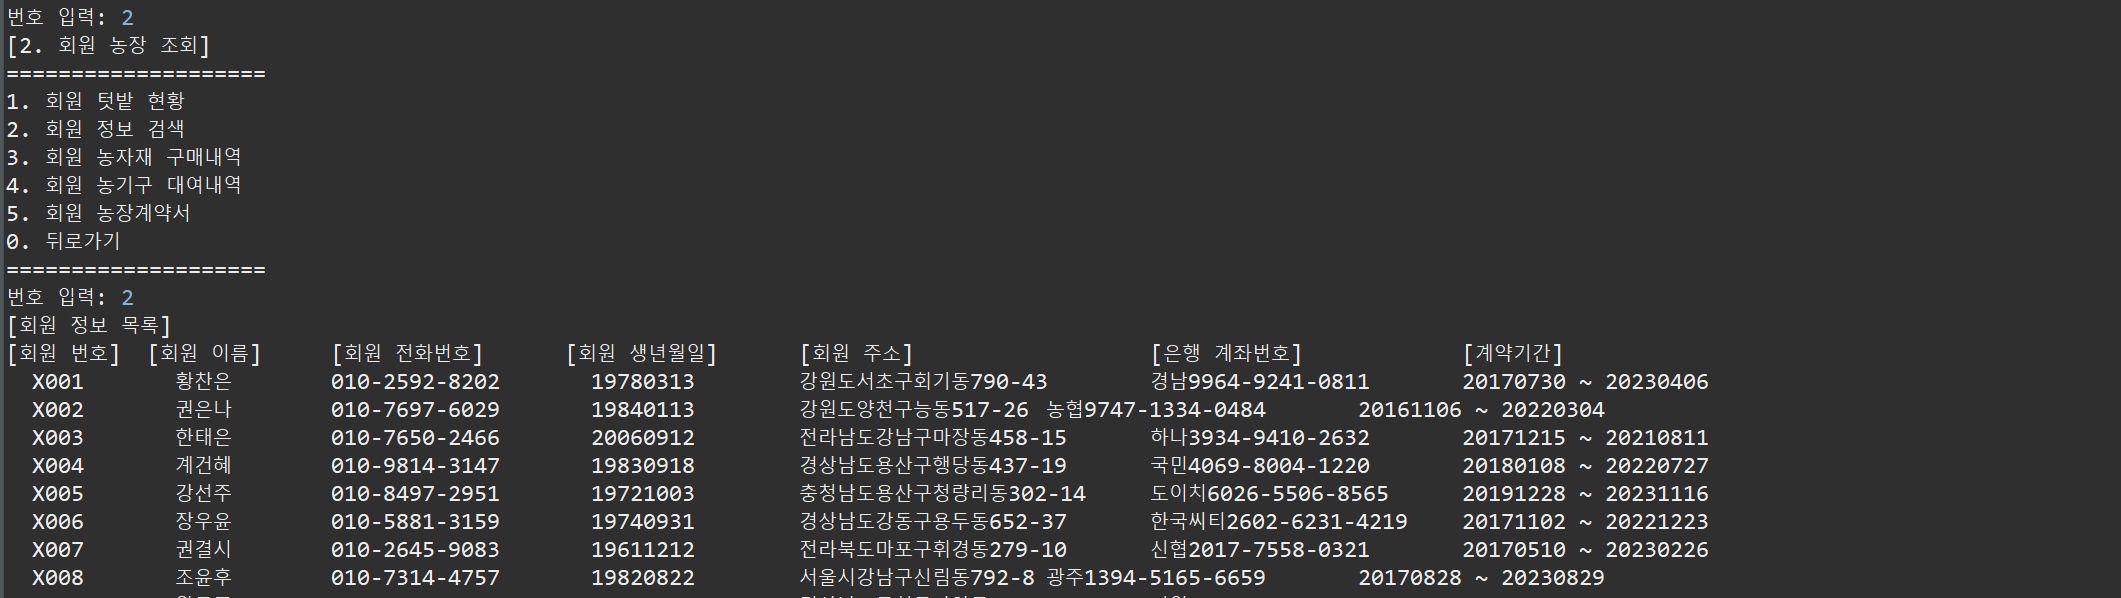 번호 입력: 2
[2. 회원 농장 조회]
====================
1. 회원 텃밭 현황
2. 회원 정보 검색
3. 회원 농자재 구매내역
4. 회원 농기구 대여내역
5. 회원 농장계약서
0. 뒤로가기
====================
번호 입력: 2
[회원 정보 목록]
[회원 번호] [회원 이름] [회원 전화번호] [회원 생년월일] [회원 주소] [은행 계좌번호] [계약기간]
X001 황찬은 010-2592-8202 19780313 강원도서초구회기동790-43 경남9964-9241-0811 20170730 ~ 20230406
X002 권은나 010-7697-6029 19840113 강원도양천구능동517-26 농협9747-1334-0484 20161106 ~ 20220304
X003 한태은 010-7650-2466 20060912 전라남도강남구마장동458-15 하나3934-9410-2632 20171215 ~ 20210811
X004 계건혜 010-9814-3147 19830918 경상남도용산구행당동437-19 국민4069-8004-1220 20180108 ~ 20220727
X005 강선주 010-8497-2951 19721003 충청남도용산구청량리동302-14 도이치6026-5506-8565 20191228 ~ 20231116
X006 장우윤 010-5881-3159 19740931 경상남도강동구용두동652-37 한국씨티2602-6231-4219 20171102 ~ 20221223
X007 권결시 010-2645-9083 19611212 전라북도마포구휘경동279-10 신협2017-7558-0321 20170510 ~ 20230226
X008 조윤후 010-7314-4757 19820822 서울시강남구신림동792-8 광주1394-5165-6659 20170828 ~ 20230829